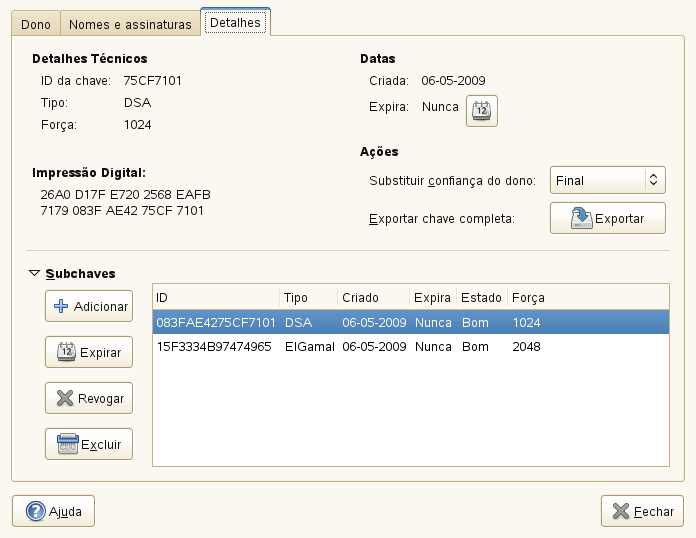 Dono Nomes e assinaturas Detalhes
Detalhes Técnicos
ID da chave: 75CF7101
Tipo: DSA
Força: 1024
Impressão Digital:
26A0 D17F E720 2568 EAFB
7179 083F AE42 75CF 7101
Datas
Criada: 06-05-2009
Expira: Nunca 12
Ações
Substituir confiança do dono: Final
Exportar chave completa: Exportar
Subchaves
Adicionar
12 Expirar
Revogar
Excluir
ID Tipo Criado Expira Estado Força
083FAE4275CF7101 DSA 06-05-2009 Nunca Bom 1024
15F3334B97474965 ElGamal 06-05-2009 Nunca Bom 2048
Ajuda
Fechar